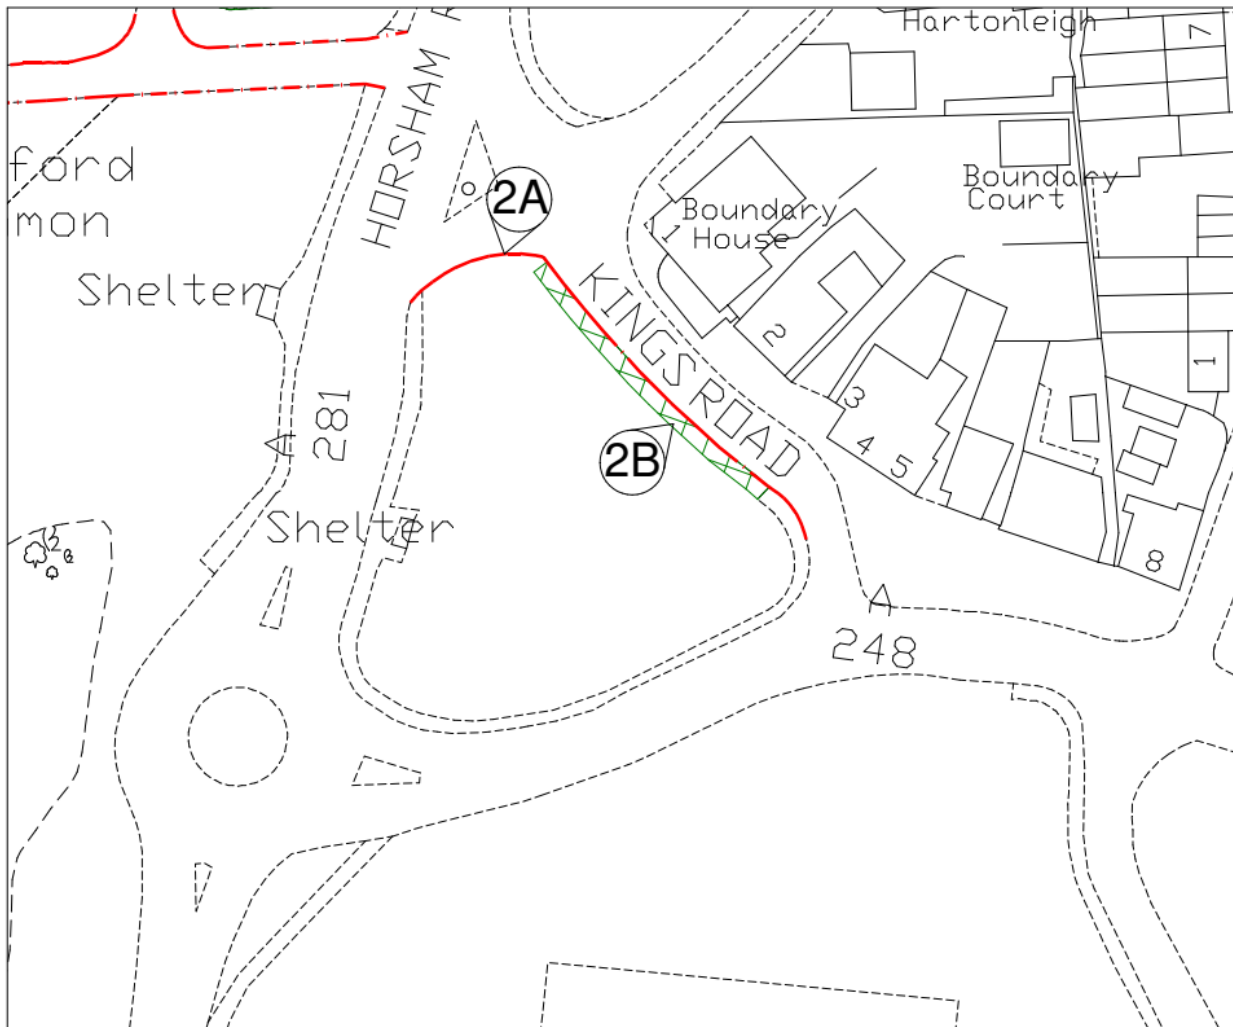 Hartonleigh
7
HORSHAM R
ford
mon
2A
Boundary
House
1
Boundary
Court
Shelter
KINGS ROAD
2
3
4
5
1
A
281
2B
Shelter
8
A
248